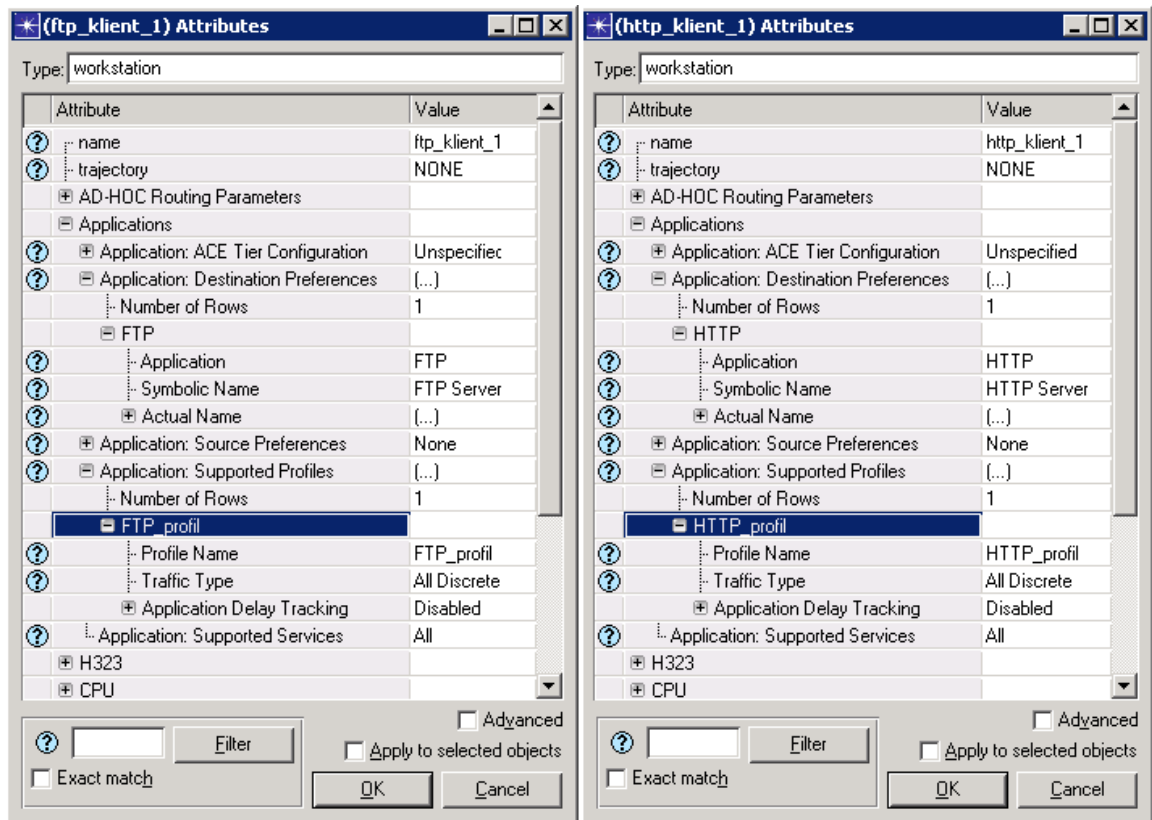 (ftp_klient_1) Attributes
Type: workstation
Attribute Value
name ftp_klient_1
trajectory NONE
AD-HOC Routing Parameters
Applications
Application: ACE Tier Configuration Unspecified
Application: Destination Preferences (...)
Number of Rows 1
FTP
Application FTP
Symbolic Name FTP Server
Actual Name (...)
Application: Source Preferences None
Application: Supported Profiles (...)
Number of Rows 1
FTP_profil
Profile Name FTP_profil
Traffic Type All Discrete
Application Delay Tracking Disabled
Application: Supported Services All
H323
CPU
Advanced
Filter
Apply to selected objects
Exact match
OK Cancel
(http_klient_1) Attributes
Type: workstation
Attribute Value
name http_klient_1
trajectory NONE
AD-HOC Routing Parameters
Applications
Application: ACE Tier Configuration Unspecified
Application: Destination Preferences (...)
Number of Rows 1
HTTP
Application HTTP
Symbolic Name HTTP Server
Actual Name (...)
Application: Source Preferences None
Application: Supported Profiles (...)
Number of Rows 1
HTTP_profil
Profile Name HTTP_profil
Traffic Type All Discrete
Application Delay Tracking Disabled
Application: Supported Services All
H323
CPU
Advanced
Filter
Apply to selected objects
Exact match
OK Cancel